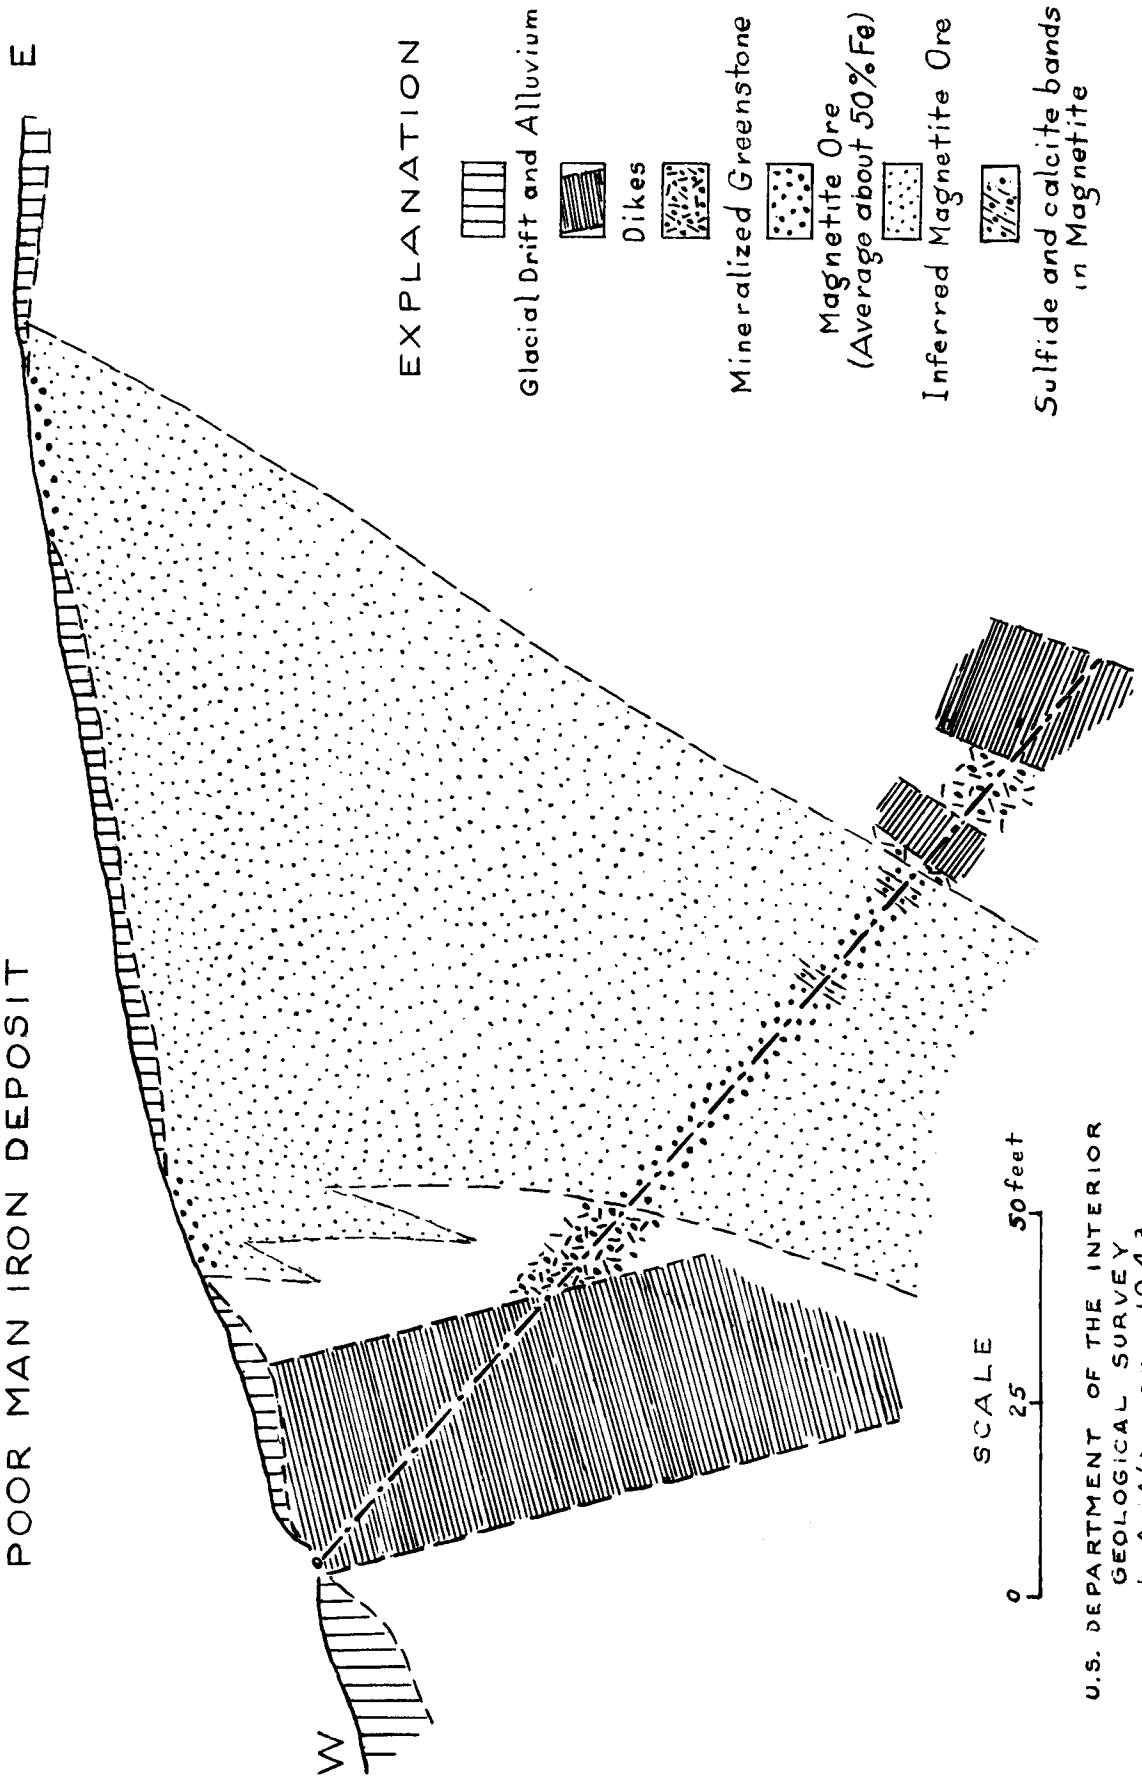 POOR MAN IRON DEPOSIT
W
E
EXPLANATION
Glacial Drift and Alluvium
Dikes
Mineralized Greenstone
Magnetite Ore
(Average about 50% Fe)
Inferred Magnetite Ore
Sulfide and calcite bands
in Magnetite
SCALE
0 25 50 feet
U.S. DEPARTMENT OF THE INTERIOR
GEOLOGICAL SURVEY